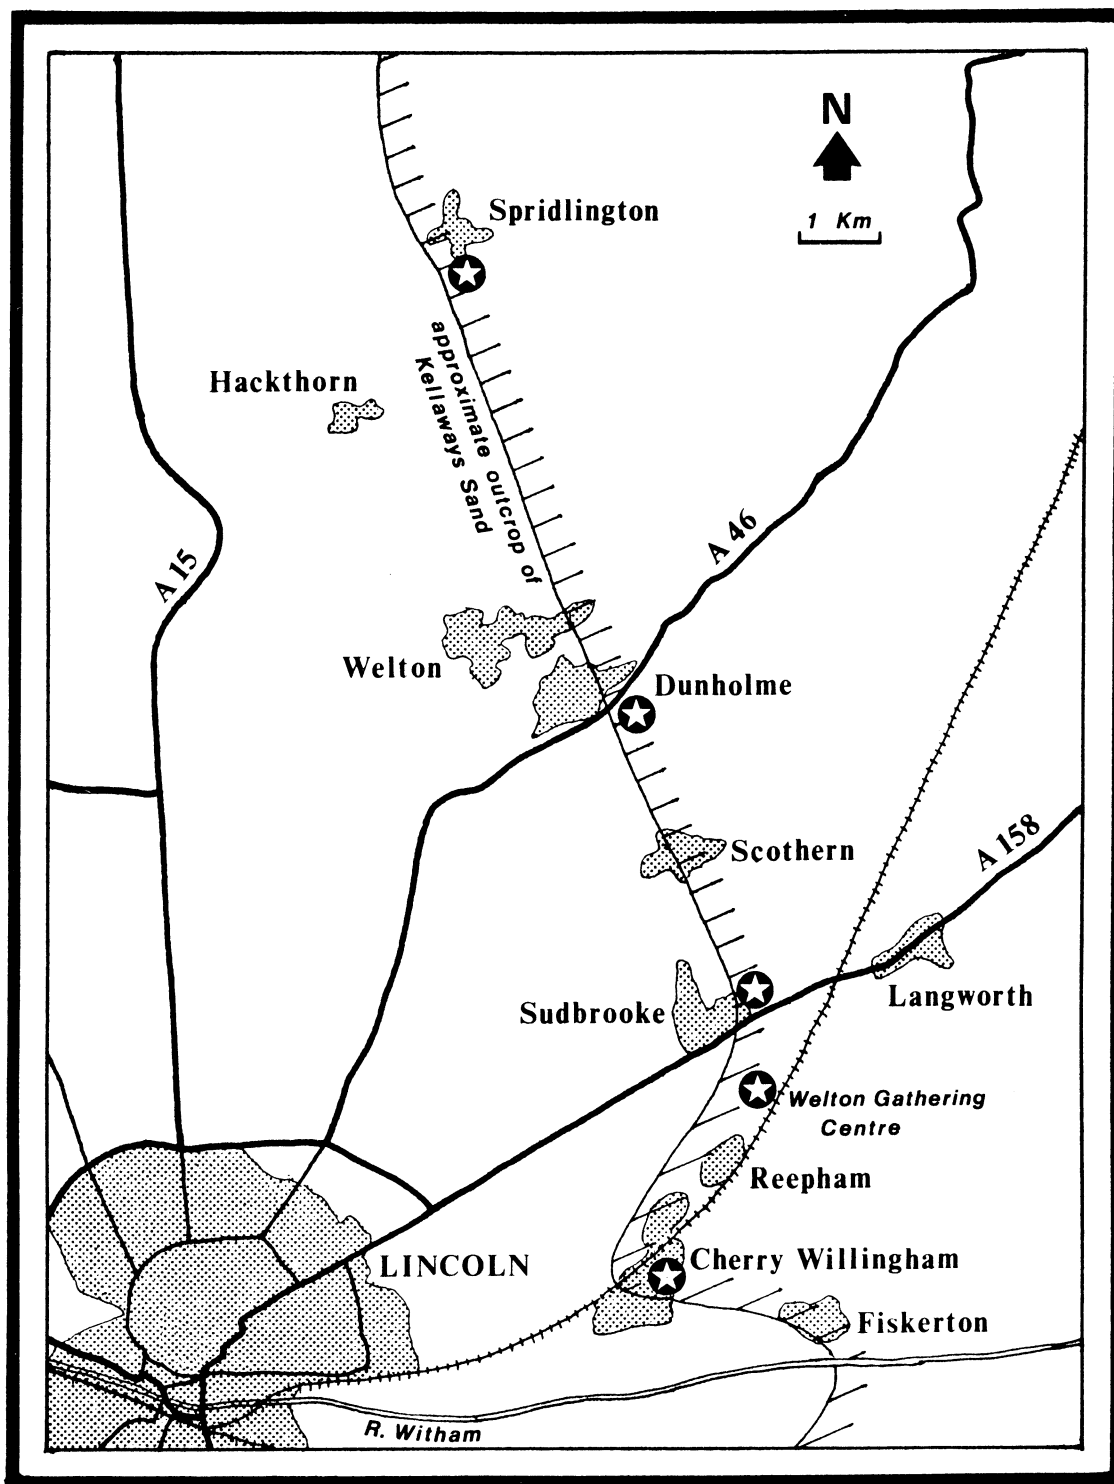 N
1 Km
Spridlington
Hackthorn
approximate outcrop of
Kellaways Sand
A 15
A 46
Welton
Dunholme
Scothern
A 158
Langworth
Sudbrooke
Welton Gathering
Centre
Reepham
Cherry Willingham
LINCOLN
Fiskerton
R. Witham